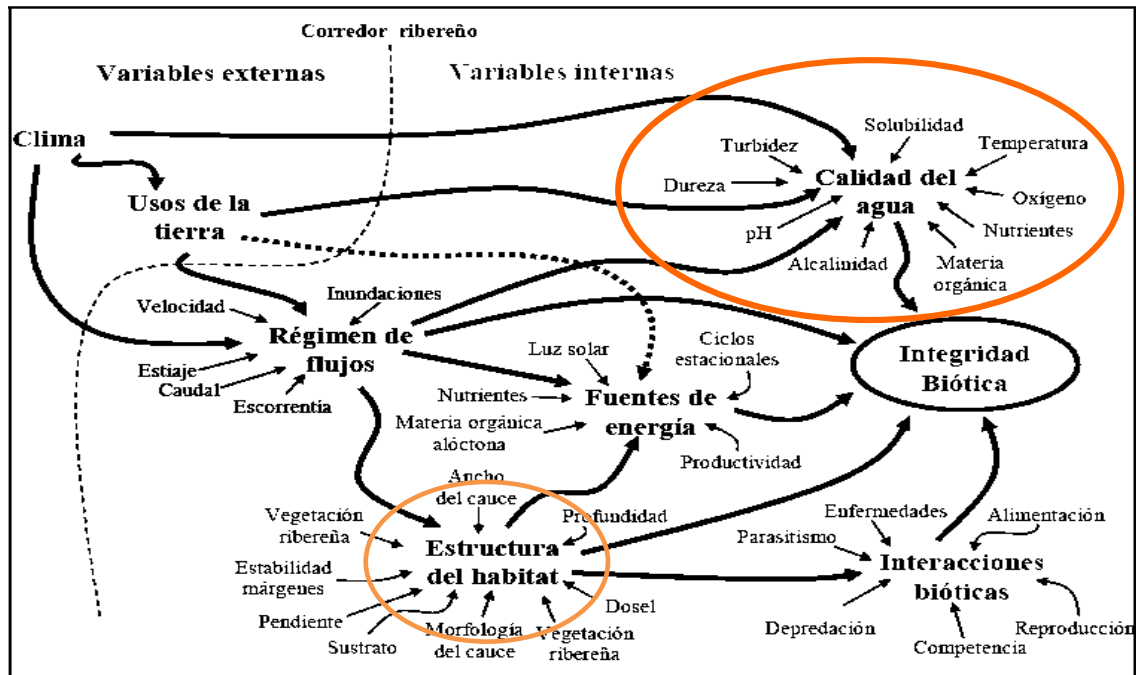 Corredor ribereño
Variables externas
Variables internas
Clima
Usos de la
tierra
Solubilidad
Turbidez
Temperatura
Dureza
Calidad del
agua
Oxígeno
pH
Nutrientes
Alcalinidad
Materia
orgánica
Velocidad
Inundaciones
Régimen de
flujos
Estiaje
Caudal
Escorrentía
Luz solar
Ciclos
estacionales
Nutrientes
Fuentes de
energía
Materia orgánica
alóctona
Productividad
Integridad
Biótica
Ancho
del cauce
Profundidad
Vegetación
ribereña
Estructura
del habitat
Estabilidad
márgenes
Pendiente
Sustrato
Morfología
del cauce
Vegetación
ribereña
Dosel
Enfermedades
Alimentación
Parasitismo
Interacciones
bióticas
Depredación
Competencia
Reproducción